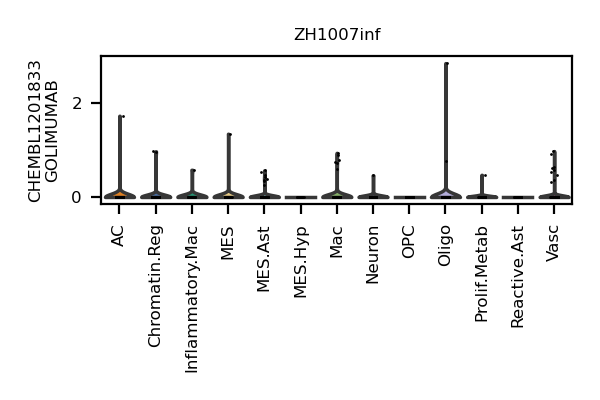 ZH1007inf
CHEMBL1201833
GOLIMUMAB
2
0
AC
Chromatin.Reg
Inflammatory.Mac
MES
MES.Ast
MES.Hyp
Mac
Neuron
OPC
Oligo
Prolif.Metab
Reactive.Ast
Vasc